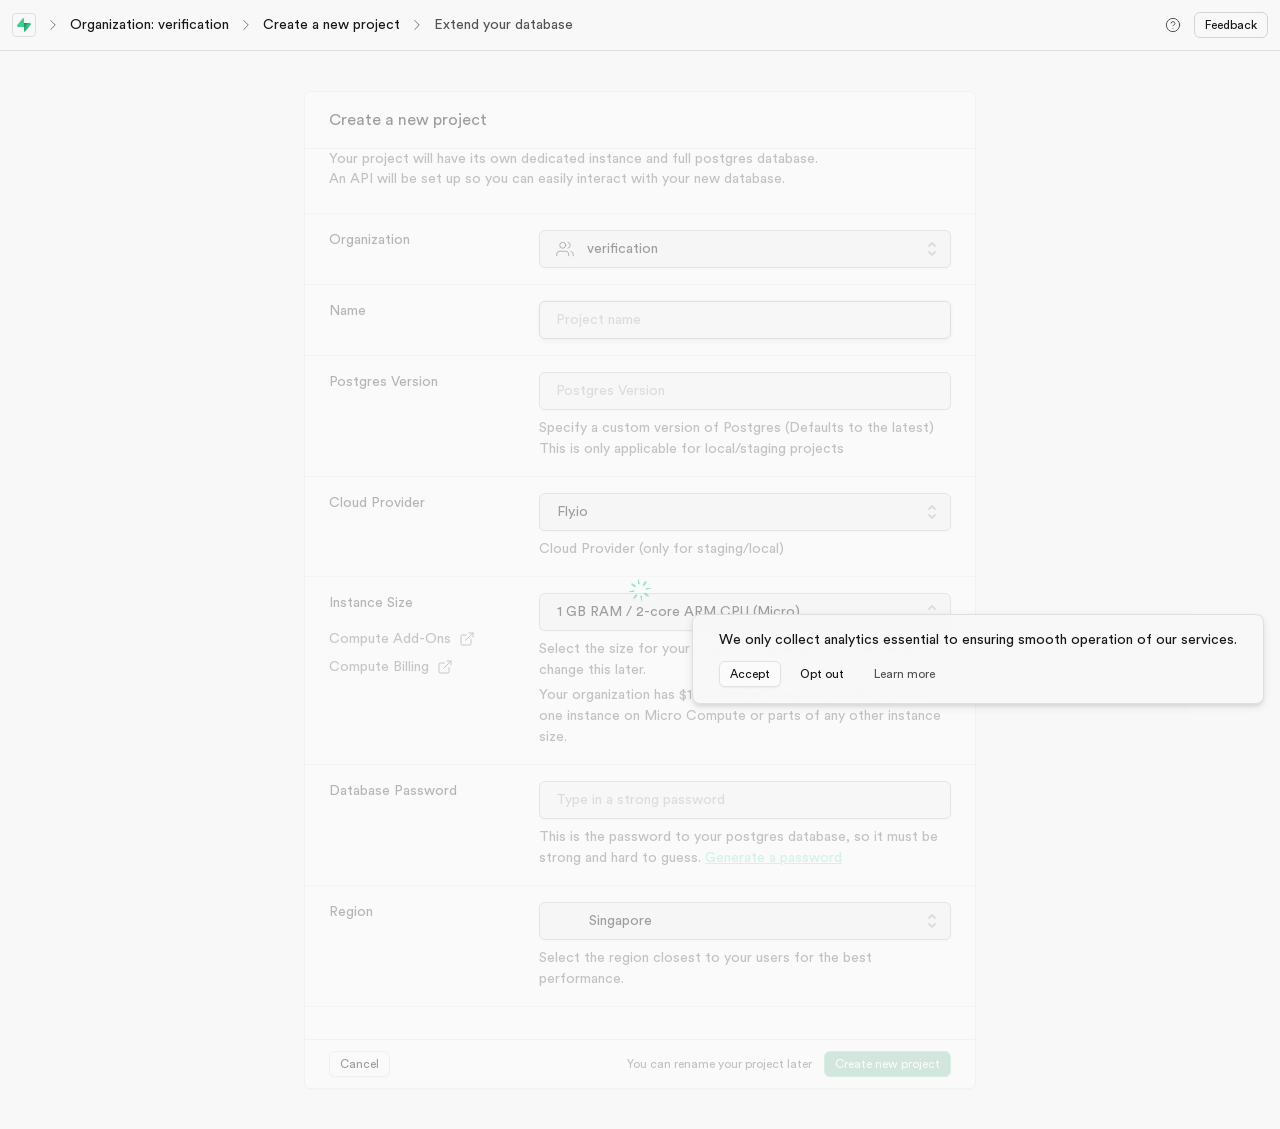 Organization: verification
Create a new project
Extend your database
Feedback
Create a new project
Your project will have its own dedicated instance and full postgres database.
An API will be set up so you can easily interact with your new database.
Organization
verification
Name
Project name
Postgres Version
Postgres Version
Specify a custom version of Postgres (Defaults to the latest)
This is only applicable for local/staging projects
Cloud Provider
Fly.io
Cloud Provider (only for staging/local)
Instance Size
1 GB RAM / 2-core ARM CPU (Micro)
Compute Add-Ons
Compute Billing
Select the size for your
change this later.
Your organization has $1
one instance on Micro Compute or parts of any other instance
size.
We only collect analytics essential to ensuring smooth operation of our services.
Accept
Opt out
Learn more
Database Password
Type in a strong password
This is the password to your postgres database, so it must be
strong and hard to guess. Generate a password
Region
Singapore
Select the region closest to your users for the best
performance.
Cancel
You can rename your project later
Create new project